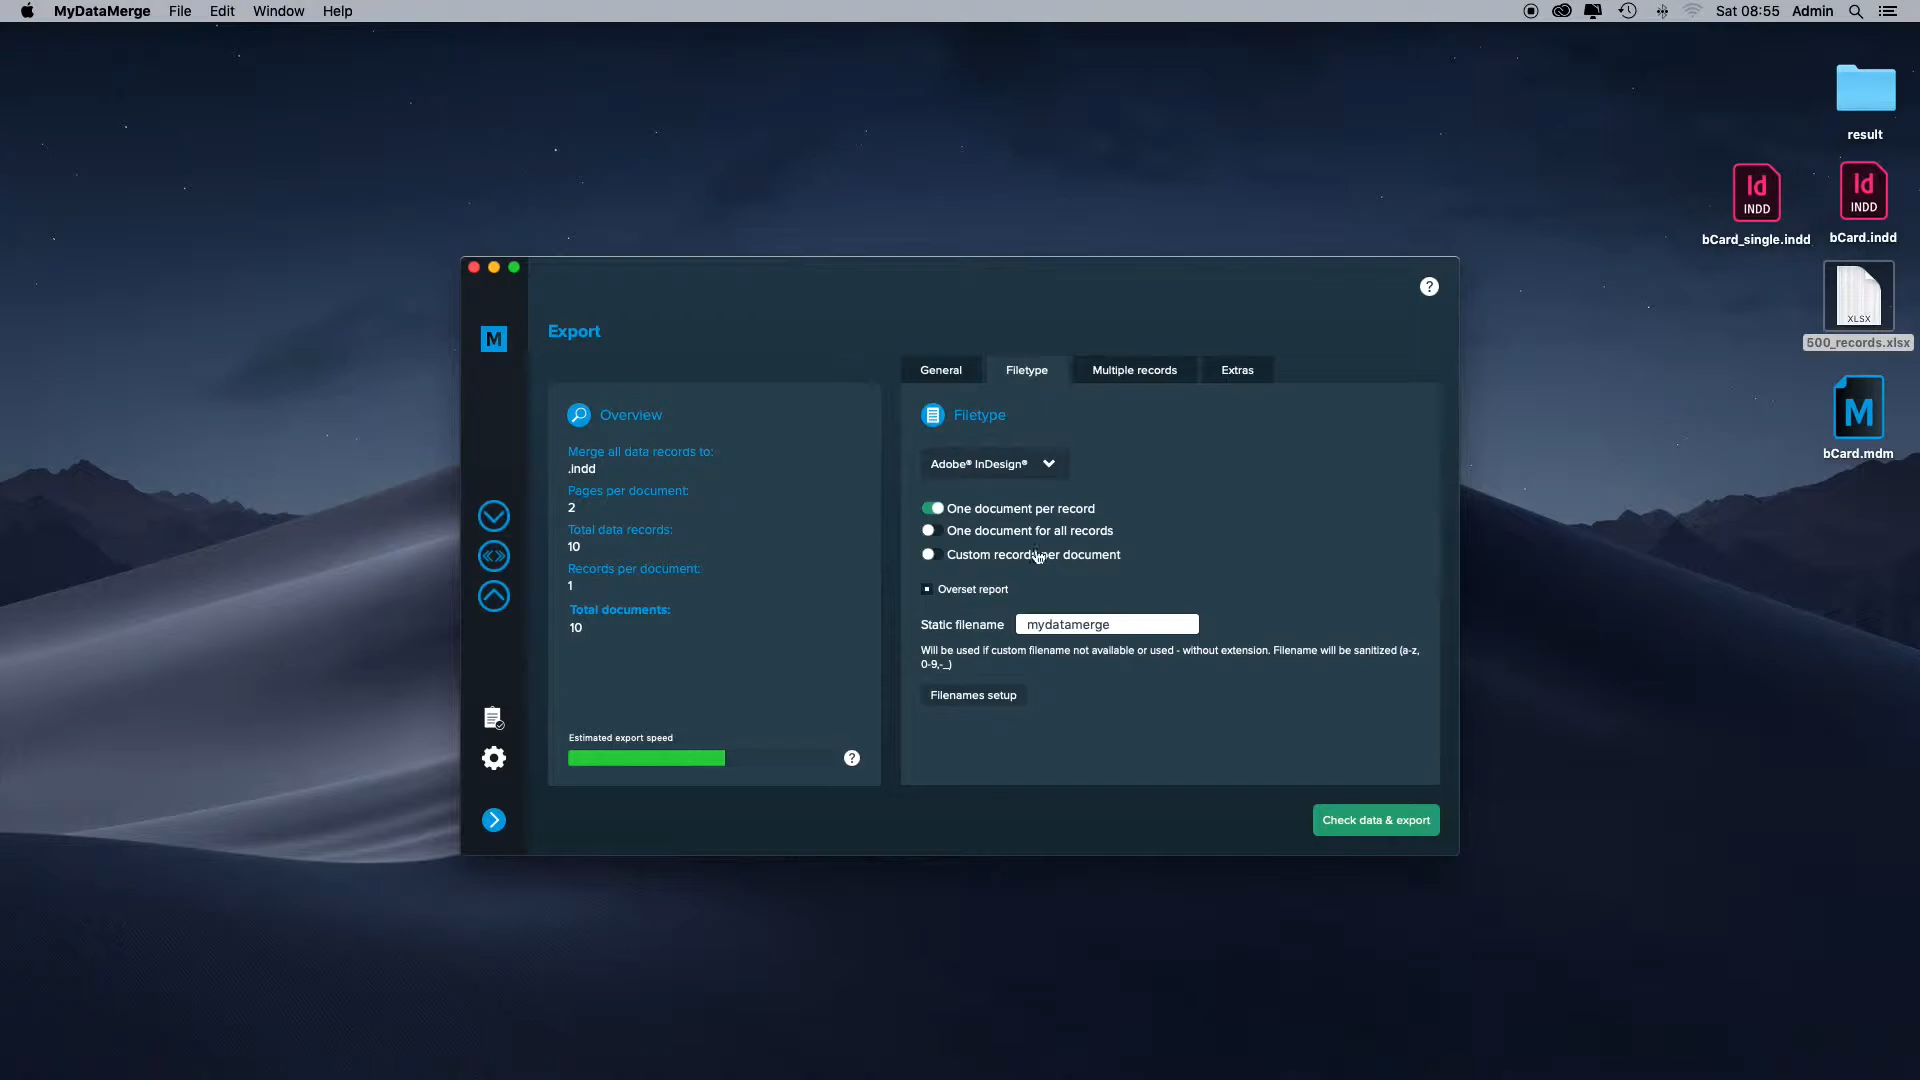 MyDataMerge File Edit Window Help
Sat 08:55 Admin
result
Id
INDD
bCard_single.indd
Id
INDD
bCard.indd
XLSX
500_records.xlsx
M
bCard.mdm
?
M
Export
General Filetype Multiple records Extras
Overview
Merge all data records to:
.indd
Pages per document:
2
Total data records:
10
Records per document:
1
Total documents:
10
Estimated export speed
?
Filetype
Adobe® InDesign®
One document per record
One document for all records
Custom records per document
Overset report
Static filename mydatamerge
Will be used if custom filename not available or used - without extension. Filename will be sanitized (a-z,
0-9,-_)
Filenames setup
Check data & export